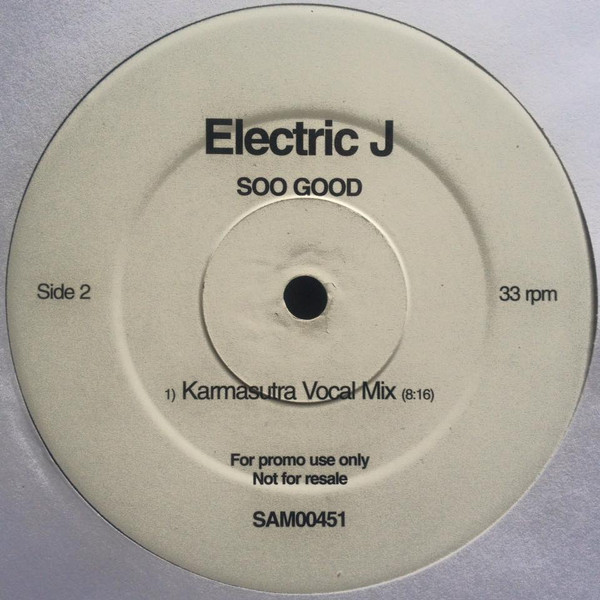 Electric J
SOO GOOD
Side 2
33 rpm
1) Karmasutra Vocal Mix (8:16)
For promo use only
Not for resale
SAM00451